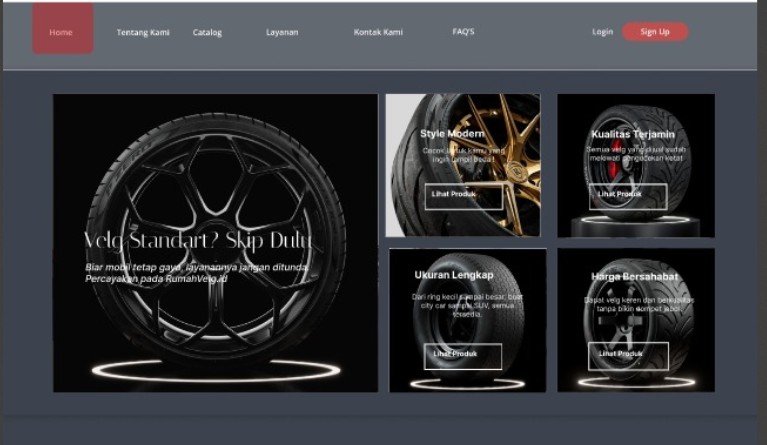 Home
Tentang Kami
Catalog
Layanan
Kontak Kami
FAQ'S
Login
Sign Up
Velg Standart? Skip Dulu
Biar mobil tetap gaya, layanannya jangan ditunda.
Percayakan pada RumahVelg.id
Style Modern
Cocok untuk kamu yang
ingin tampil beda!
Lihat Produk
Kualitas Terjamin
Semua velg yang dijual sudah
melewati pengecekan ketat
Lihat Produk
Ukuran Lengkap
Dari ring kecil sampai besar, buat
city car sampai SUV, semua
tersedia.
Lihat Produk
Harga Bersahabat
Dapat velg keren dan berkualitas
tanpa bikin dompet jebol.
Lihat Produk